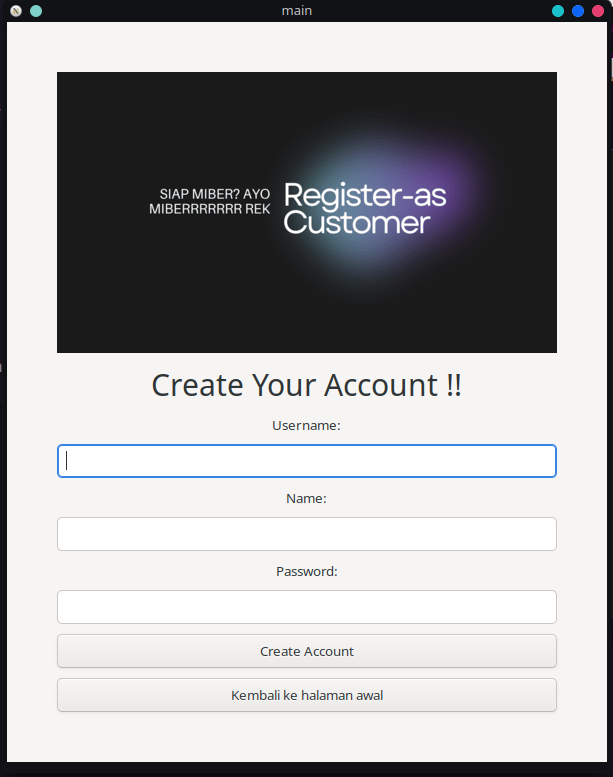 main
SIAP MIBER? AYO
MIBERRRRRRR REK
Register-as
Customer
Create Your Account !!
Username:
Name:
Password:
Create Account
Kembali ke halaman awal